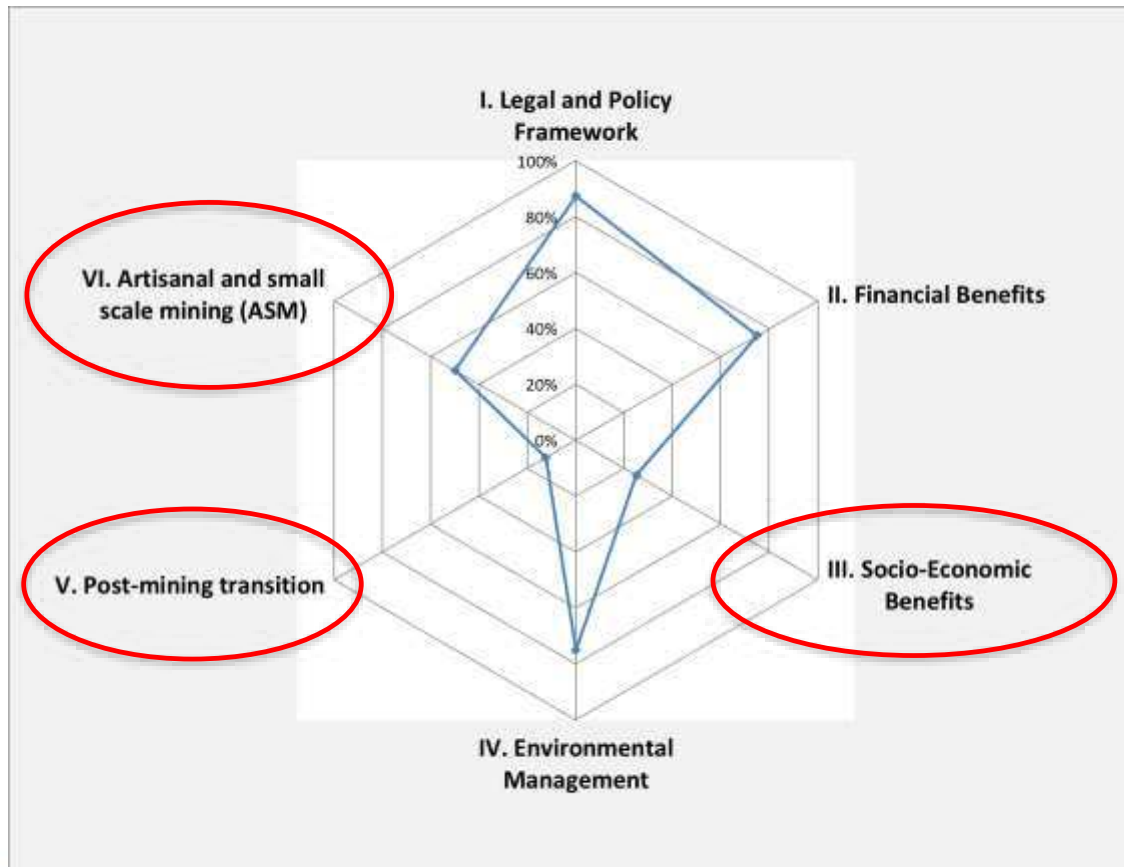 I. Legal and Policy
Framework
100%
80%
60%
40%
20%
0%
II. Financial Benefits
III. Socio-Economic
Benefits
IV. Environmental
Management
V. Post-mining transition
VI. Artisanal and small
scale mining (ASM)